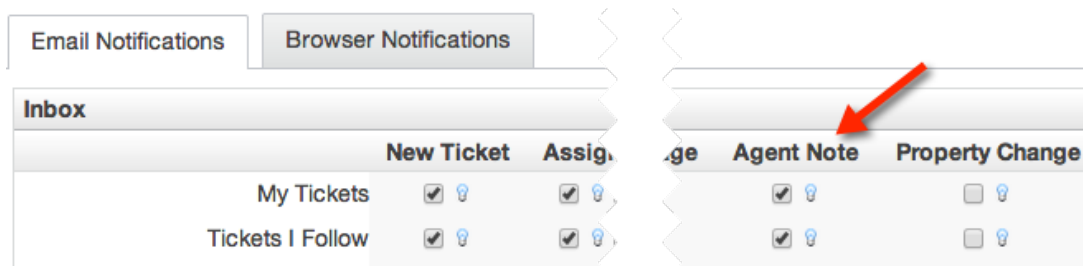 Email Notifications Browser Notifications
Inbox
New Ticket Agent Note Property Change
My Tickets
Tickets I Follow